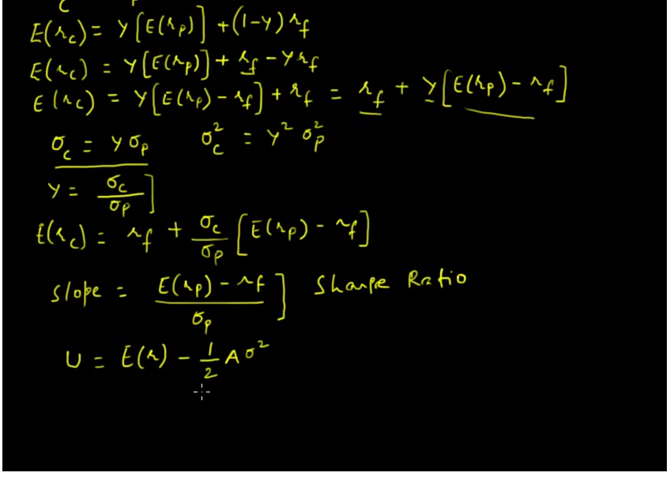 C P
E(r_c) = y[E(r_p)] + (1-y) r_f
E(r_c) = y[E(r_p)] + r_f - y r_f
E(r_c) = y[E(r_p) - r_f] + r_f = r_f + y[E(r_p) - r_f]
σ_c = y σ_p σ_c² = y² σ_p²
y = σ_c / σ_p ]
E(r_c) = r_f + σ_c / σ_p [E(r_p) - r_f]
Slope = E(r_p) - r_f / σ_p ] Sharpe Ratio
U = E(r) - 1/2 A σ²